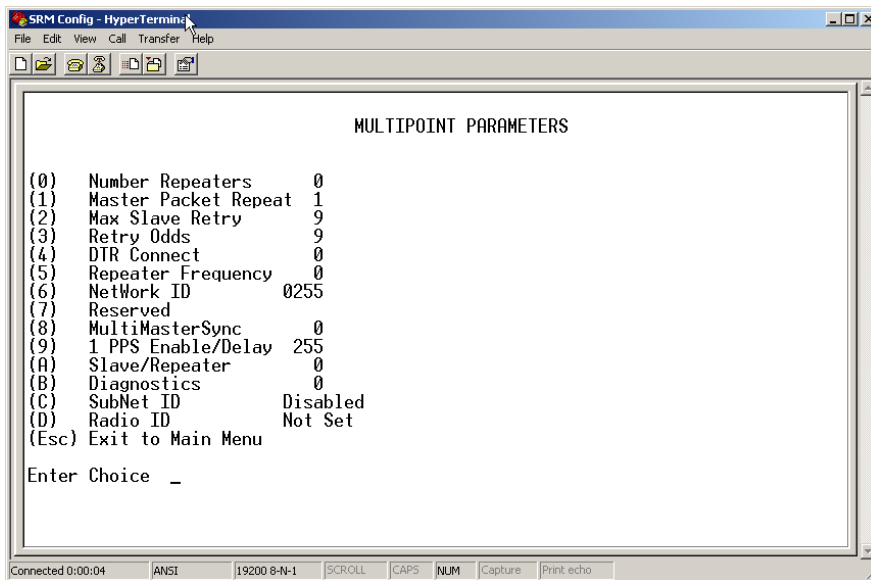 SRM Config - HyperTerminal
File Edit View Call Transfer Help
MULTIPOINT PARAMETERS
(0) Number Repeaters 0
(1) Master Packet Repeat 1
(2) Max Slave Retry 9
(3) Retry Odds 9
(4) DTR Connect 0
(5) Repeater Frequency 0
(6) NetWork ID 0255
(7) Reserved
(8) MultiMasterSync 0
(9) 1 PPS Enable/Delay 255
(A) Slave/Repeater 0
(B) Diagnostics 0
(C) SubNet ID Disabled
(D) Radio ID Not Set
(Esc) Exit to Main Menu
Enter Choice _
Connected 0:00:04 ANSI 19200 8-N-1 SCROLL CAPS NUM Capture Print echo